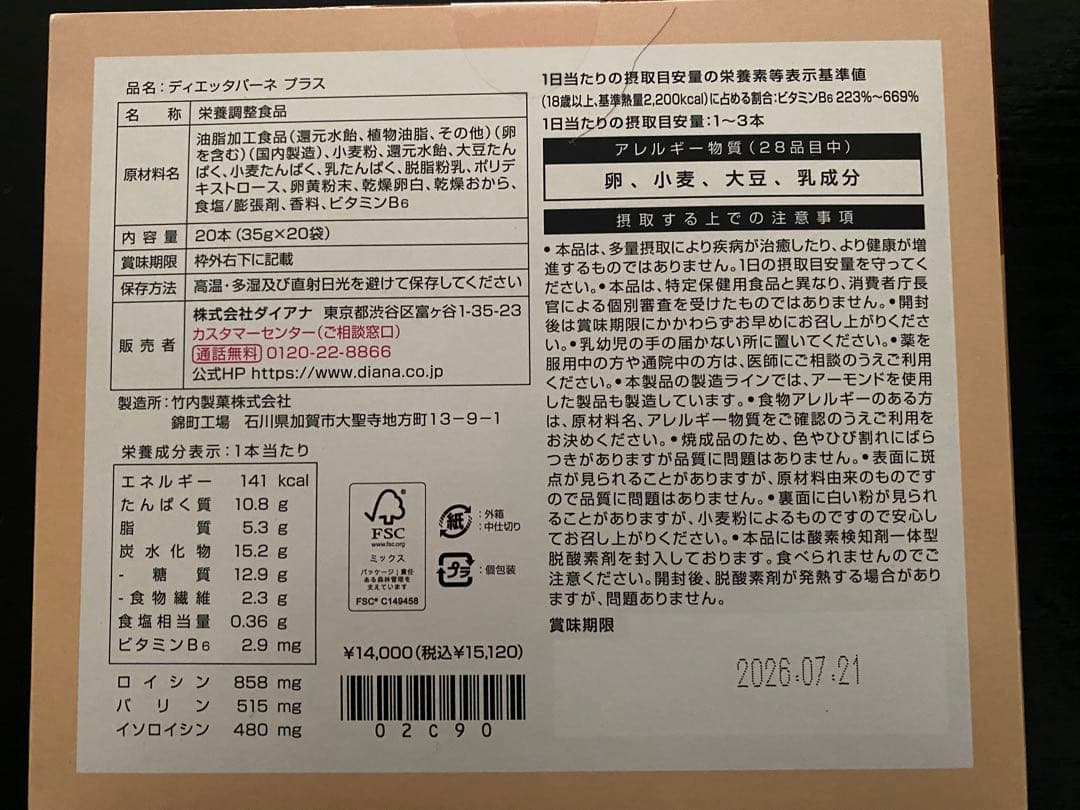 品名：ディエッタバーネ プラス
名 称 栄養調整食品
原材料名 油脂加工食品（還元水飴、植物油脂、その他）（卵
を含む）（国内製造）、小麦粉、還元水飴、大豆たん
ぱく、小麦たんぱく、乳たんぱく、脱脂粉乳、ポリデ
キストロース、卵黄粉末、乾燥卵白、乾燥おから、
食塩/膨張剤、香料、ビタミンB6
内容量 20本（35g×20袋）
賞味期限 枠外右下に記載
保存方法 高温・多湿及び直射日光を避けて保存してください
販売者 株式会社ダイアナ 東京都渋谷区富ヶ谷1-35-23
カスタマーセンター（ご相談窓口）
通話無料 0120-22-8866
公式HP https://www.diana.co.jp
製造所：竹内製菓株式会社
錦町工場 石川県加賀市大聖寺地方町13－9－1
栄養成分表示：1本当たり
エネルギー 141 kcal
たんぱく質 10.8 g
脂質 5.3 g
炭水化物 15.2 g
- 糖質 12.9 g
- 食物繊維 2.3 g
食塩相当量 0.36 g
ビタミンB6 2.9 mg
ロイシン 858 mg
バリン 515 mg
イソロイシン 480 mg
FSC
www.fsc.org
ミックス
パッケージ｜責任
ある森林管理を
支えています
FSC® C149458
紙 ：外箱
：中仕切り
プラ ：個包装
¥14,000（税込¥15,120）
02C90
1日当たりの摂取目安量の栄養素等表示基準値
（18歳以上、基準熱量2,200kcal）に占める割合：ビタミンB6 223%～669%
1日当たりの摂取目安量：1～3本
アレルギー物質（28品目中）
卵、小麦、大豆、乳成分
摂取する上での注意事項
●本品は、多量摂取により疾病が治癒したり、より健康が増
進するものではありません。1日の摂取目安量を守ってく
ださい。●本品は、特定保健用食品と異なり、消費者庁長
官による個別審査を受けたものではありません。●開封
後は賞味期限にかかわらずお早めにお召し上がりくださ
い。●乳幼児の手の届かない所に置いてください。●薬を
服用中の方や通院中の方は、医師にご相談のうえご利用
ください。●本製品の製造ラインでは、アーモンドを使用
した製品も製造しています。●食物アレルギーのある方
は、原材料名、アレルギー物質をご確認のうえご利用を
お決めください。●焼成品のため、色やひび割れにばら
つきがありますが品質に問題はありません。●表面に斑
点が見られることがありますが、原材料由来のものです
ので品質に問題はありません。●裏面に白い粉が見られ
ることがありますが、小麦粉によるものですので安心し
てお召し上がりください。●本品には酸素検知剤一体型
脱酸素剤を封入しております。食べられませんのでご
注意ください。開封後、脱酸素剤が発熱する場合があり
ますが、問題ありません。
賞味期限
2026.07.21